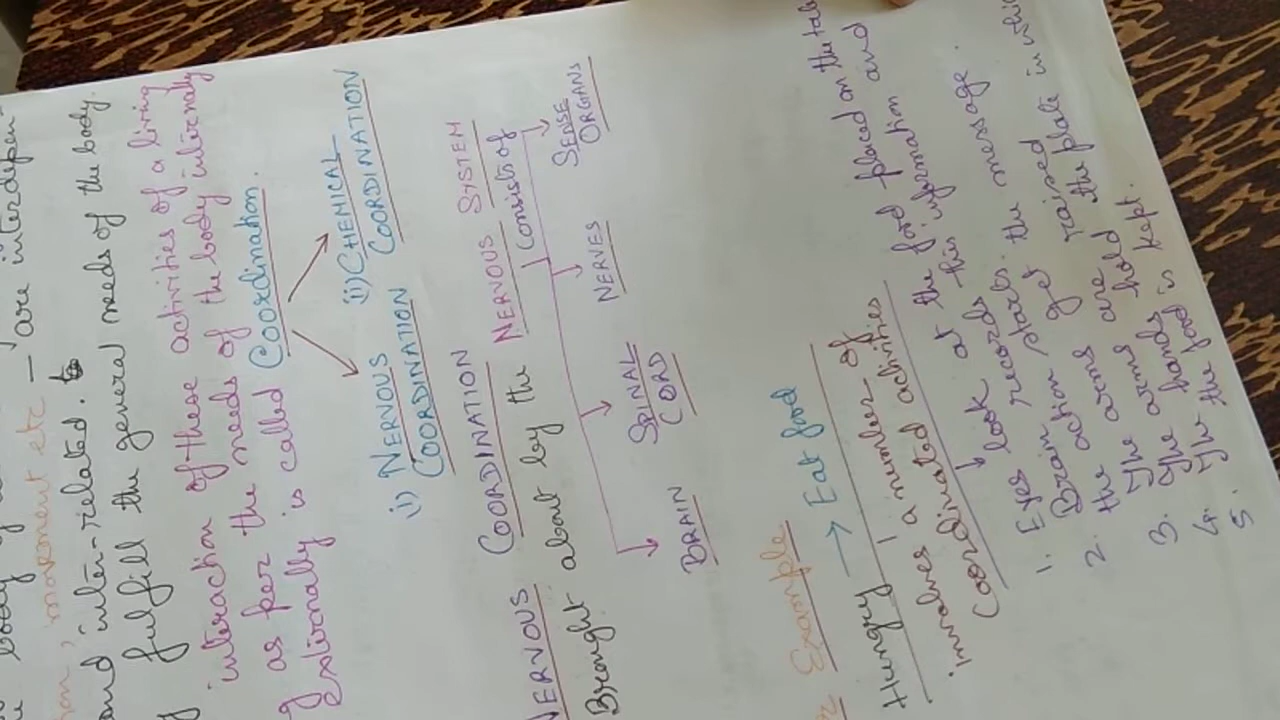 body
movement etc — are interdepen-
and inter-related.
fulfill the general needs of the body.
interaction of these activities of a living
as per the needs of the body internally
externally is called Coordination.
i) NERVOUS COORDINATION
ii) CHEMICAL COORDINATION
NERVOUS COORDINATION
Brought about by the NERVOUS SYSTEM
Consists of
BRAIN
SPINAL CORD
NERVES
SENSE ORGANS
Example
Hungry → Eat food
involves a number of
Coordinated activities
1. Eyes look at the food placed on the
Brain records this information and
2. action starts. the message
the arms get raised
3. The arms are raised
4. The hands hold the plate in
5. The food is kept.